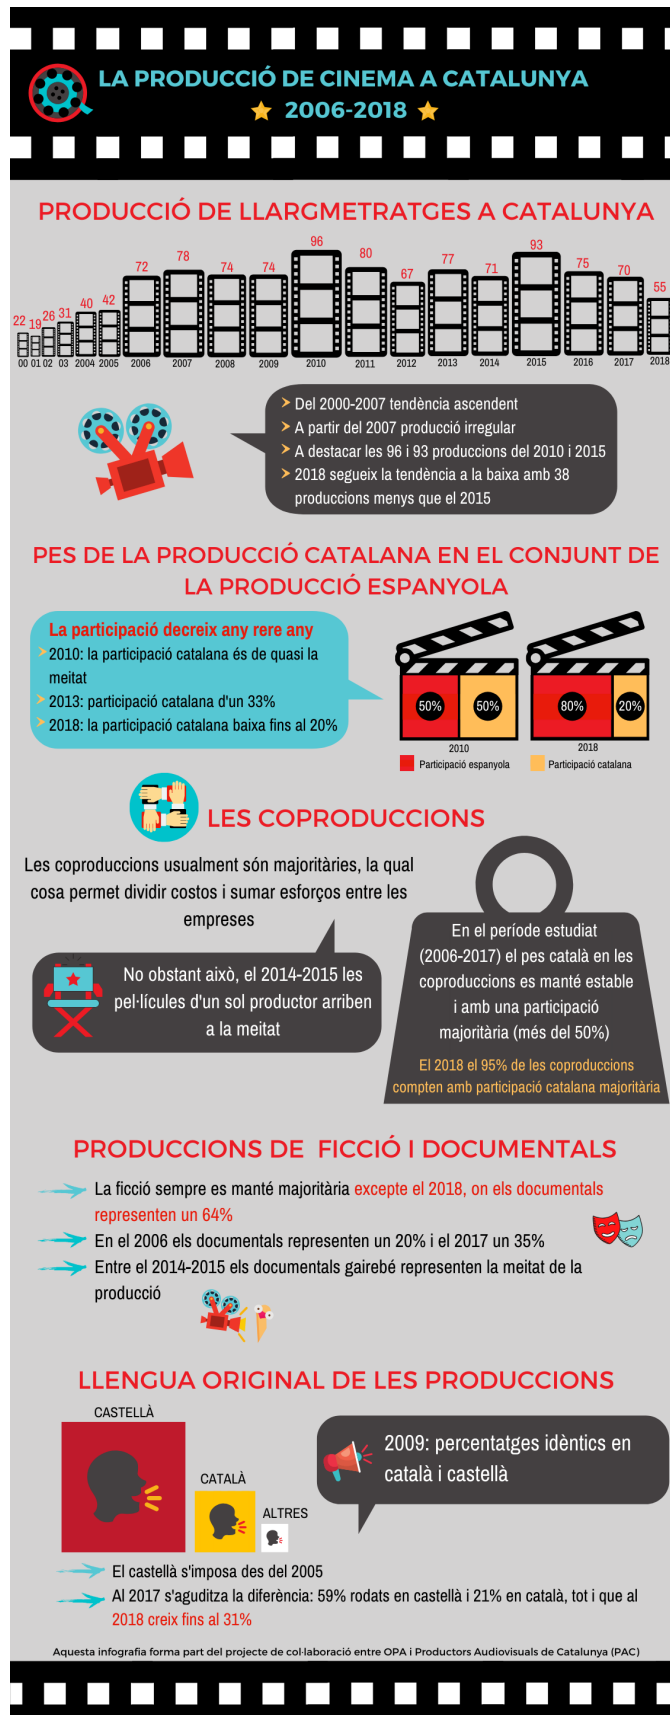 LA PRODUCCIÓ DE CINEMA A CATALUNYA
2006-2018
PRODUCCIÓ DE LLARGMETRATGES A CATALUNYA
22 19 26 31 40 42 72 78 74 74 96 80 67 77 71 93 75 70 55
00 01 02 03 2004 2005 2006 2007 2008 2009 2010 2011 2012 2013 2014 2015 2016 2017 2018
Del 2000-2007 tendència ascendent
A partir del 2007 producció irregular
A destacar les 96 i 93 produccions del 2010 i 2015
2018 segueix la tendència a la baixa amb 38
produccions menys que el 2015
PES DE LA PRODUCCIÓ CATALANA EN EL CONJUNT DE
LA PRODUCCIÓ ESPANYOLA
La participació decreix any rere any
2010: la participació catalana és de quasi la
meitat
2013: participació catalana d'un 33%
2018: la participació catalana baixa fins al 20%
50% 50% 80% 20%
2010 2018
Participació espanyola Participació catalana
LES COPRODUCCIONS
Les coproduccions usualment són majoritàries, la qual
cosa permet dividir costos i sumar esforços entre les
empreses
No obstant això, el 2014-2015 les
pel·lícules d'un sol productor arriben
a la meitat
En el període estudiat
(2006-2017) el pes català en les
coproduccions es manté estable
i amb una participació
majoritària (més del 50%)
El 2018 el 95% de les coproduccions
compten amb participació catalana majoritària
PRODUCCIONS DE FICCIÓ I DOCUMENTALS
La ficció sempre es manté majoritària excepte el 2018, on els documentals
representen un 64%
En el 2006 els documentals representen un 20% i el 2017 un 35%
Entre el 2014-2015 els documentals gairebé representen la meitat de la
producció
LLENGUA ORIGINAL DE LES PRODUCCIONS
CASTELLÀ
CATALÀ
ALTRES
2009: percentatges idèntics en
català i castellà
El castellà s'imposa des del 2005
Al 2017 s'aguditza la diferència: 59% rodats en castellà i 21% en català, tot i que al
2018 creix fins al 31%
Aquesta infografia forma part del projecte de col·laboració entre OPA i Productors Audiovisuals de Catalunya (PAC)